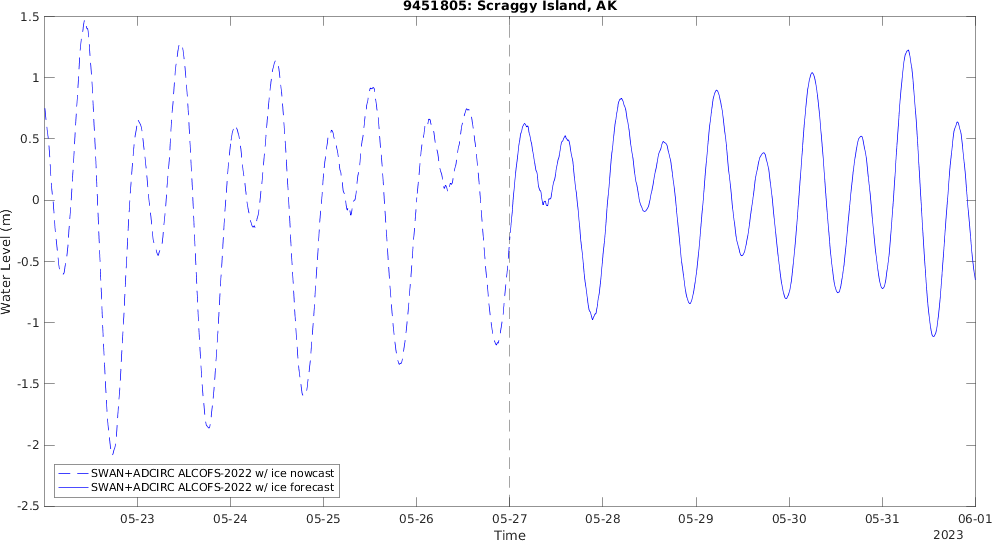 9451805: Scraggy Island, AK
Water Level (m)
1.5
1
0.5
0
-0.5
-1
-1.5
-2
-2.5
SWAN+ADCIRC ALCOFS-2022 w/ ice nowcast
SWAN+ADCIRC ALCOFS-2022 w/ ice forecast
05-23 05-24 05-25 05-26 05-27 05-28 05-29 05-30 05-31 06-01
Time
2023